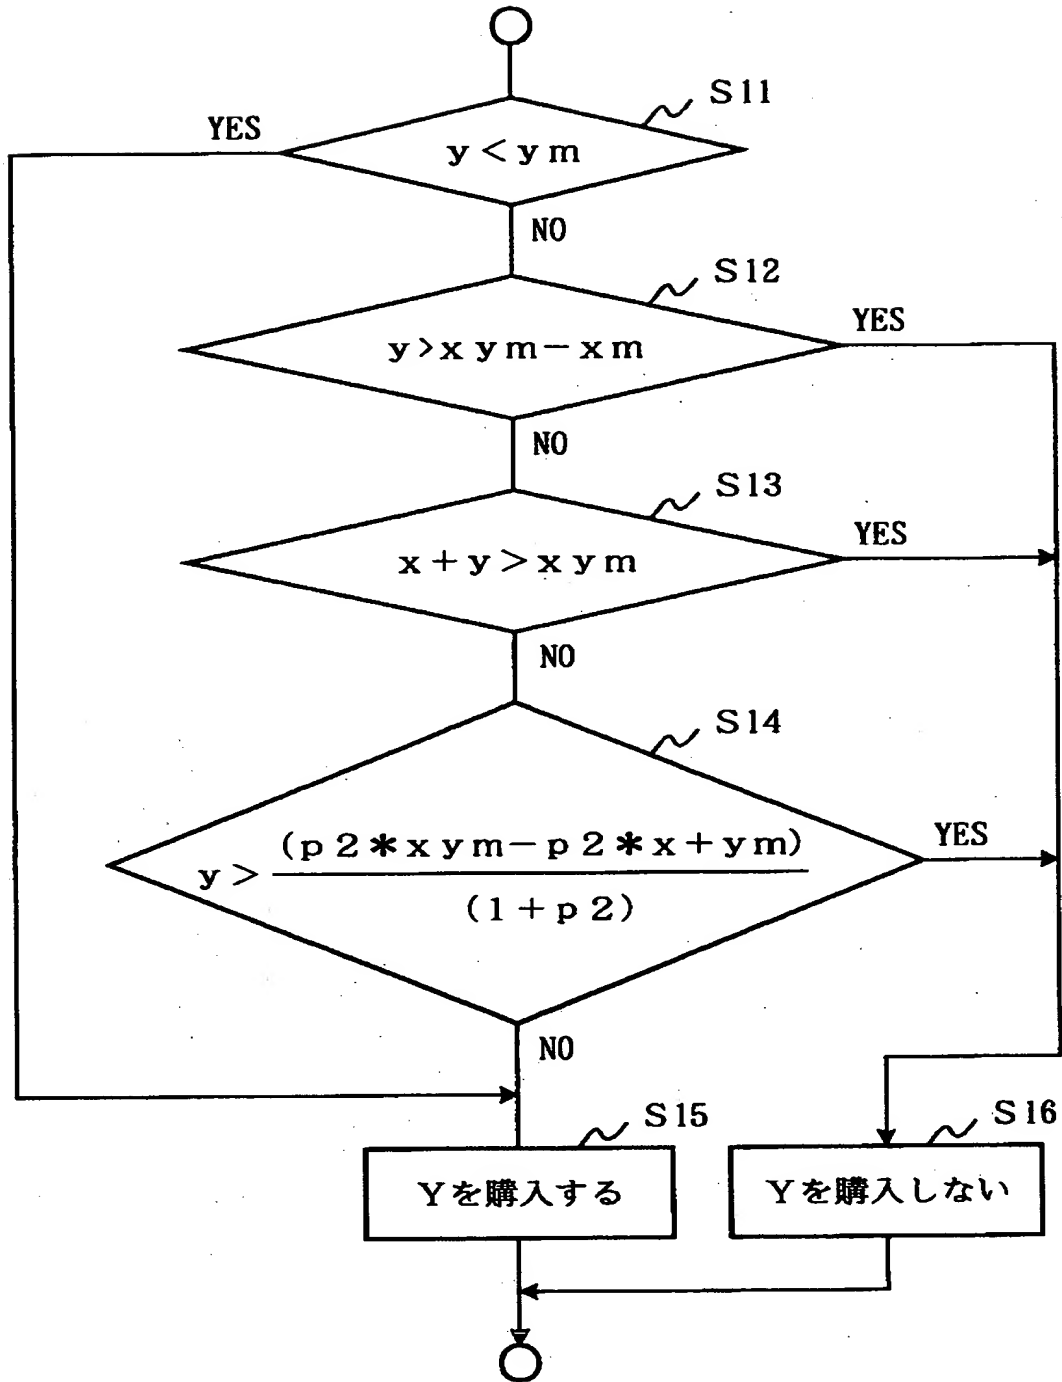 S11
YES
y<ym
NO
S12
YES
y>xym-xm
NO
S13
YES
x+y>xym
NO
S14
YES
(p2*xym-p2*x+ym)
y>
(1+p2)
NO
S15
S16
Yを購入する
Yを購入しない